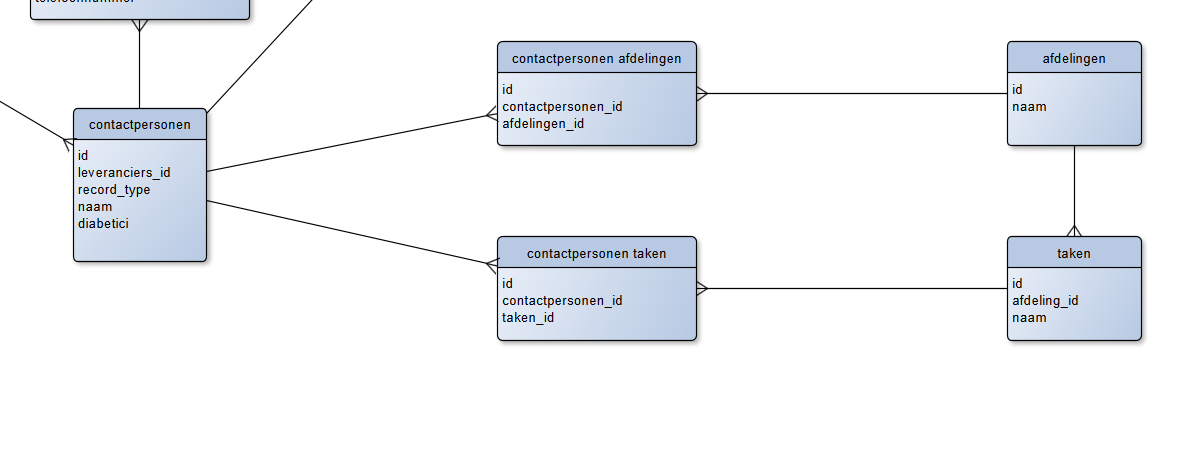 contactpersonen
id
leveranciers_id
record_type
naam
diabetici
contactpersonen afdelingen
id
contactpersonen_id
afdelingen_id
contactpersonen taken
id
contactpersonen_id
taken_id
afdelingen
id
naam
taken
id
afdeling_id
naam